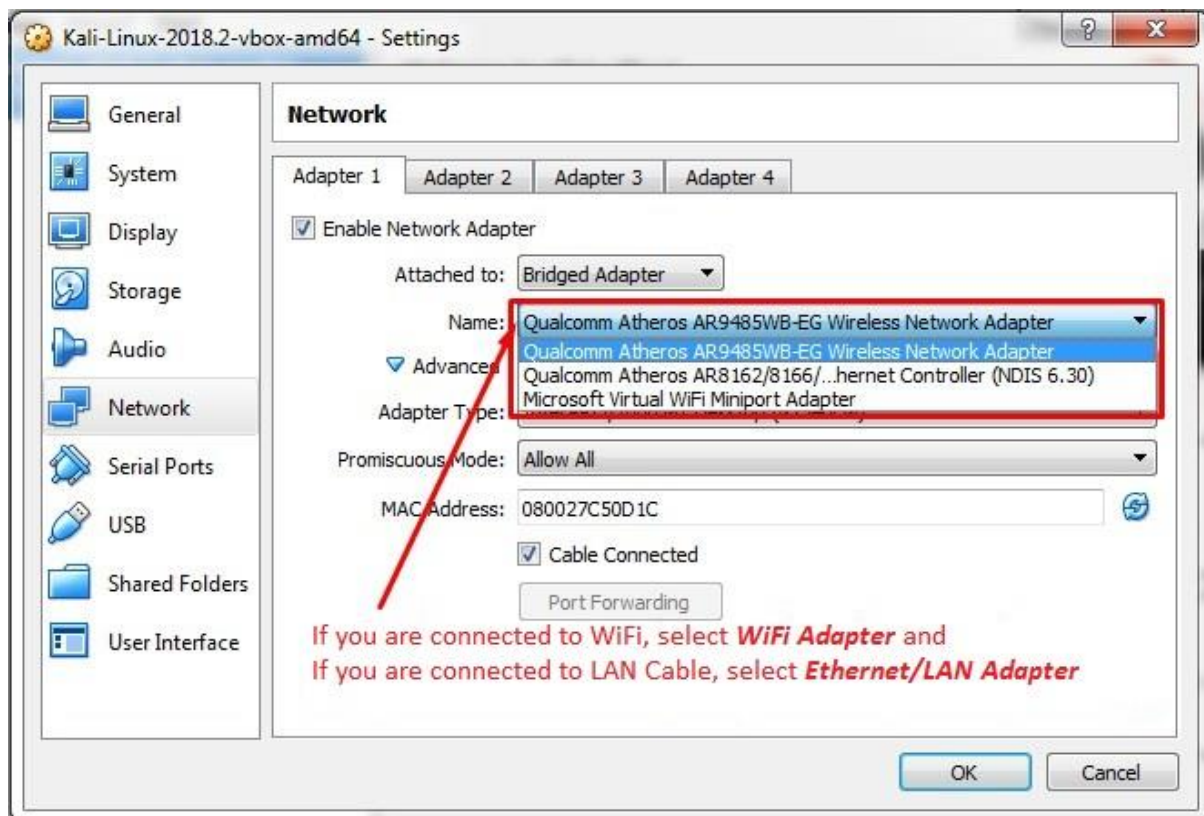 Kali-Linux-2018.2-vbox-amd64 - Settings
General
System
Display
Storage
Audio
Network
Serial Ports
USB
Shared Folders
User Interface
Network
Adapter 1
Adapter 2
Adapter 3
Adapter 4
Enable Network Adapter
Attached to: Bridged Adapter
Name: Qualcomm Atheros AR9485WB-EG Wireless Network Adapter
Qualcomm Atheros AR9485WB-EG Wireless Network Adapter
Qualcomm Atheros AR8162/8166/...hernet Controller (NDIS 6.30)
Microsoft Virtual WiFi Miniport Adapter
Advanced
Adapter Type:
Promiscuous Mode: Allow All
MAC Address: 080027C50D1C
Cable Connected
Port Forwarding
If you are connected to WiFi, select WiFi Adapter and
If you are connected to LAN Cable, select Ethernet/LAN Adapter
OK
Cancel